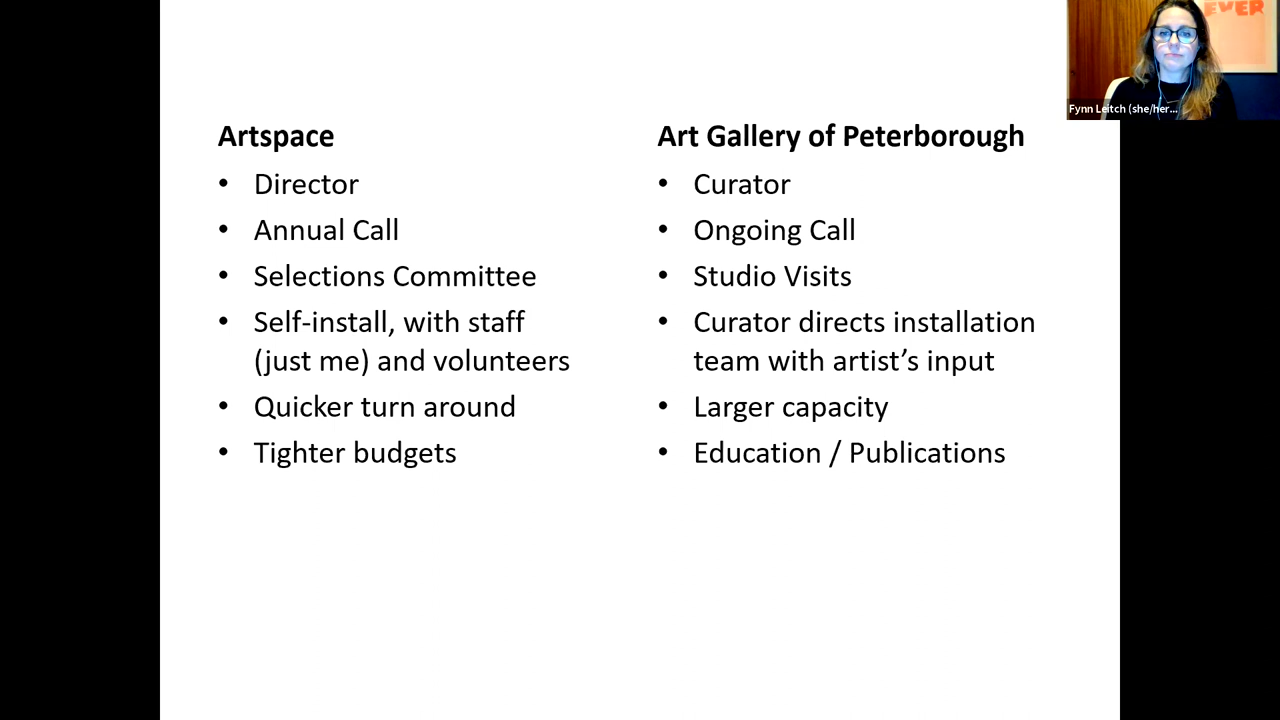 EVER
Fynn Leitch (she/her...
Artspace
• Director
• Annual Call
• Selections Committee
• Self-install, with staff
(just me) and volunteers
• Quicker turn around
• Tighter budgets
Art Gallery of Peterborough
• Curator
• Ongoing Call
• Studio Visits
• Curator directs installation
team with artist’s input
• Larger capacity
• Education / Publications